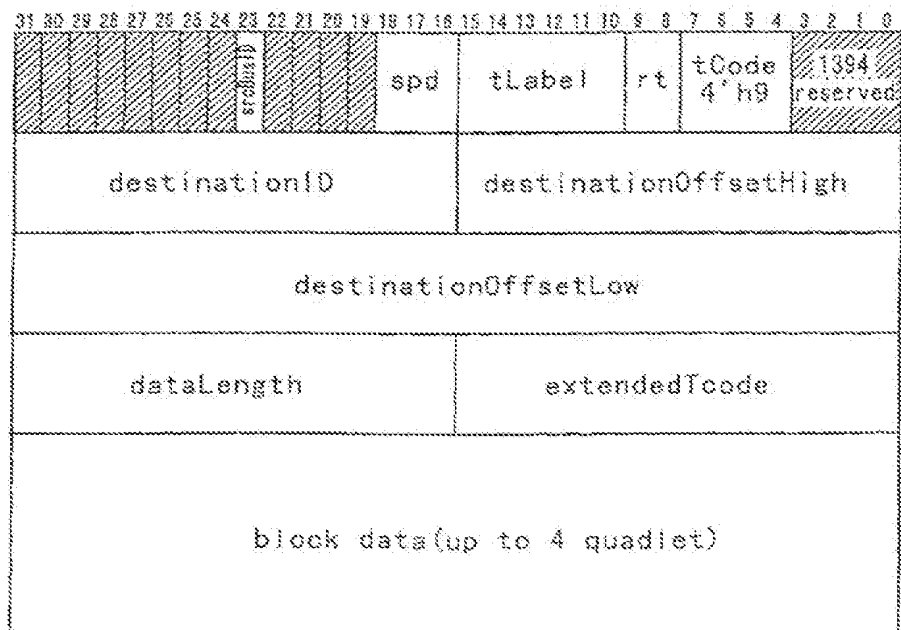 31 30 29 28 27 26 25 24 23 22 21 20 19 18 17 16 15 14 13 12 11 10 9 8 7 6 5 4 3 2 1 0
spd tLabel rt tCode 1394
4'h9 reserved
destinationID destinationOffsetHigh
destinationOffsetLow
dataLength extendedTcode
block data(up to 4 quadlet)